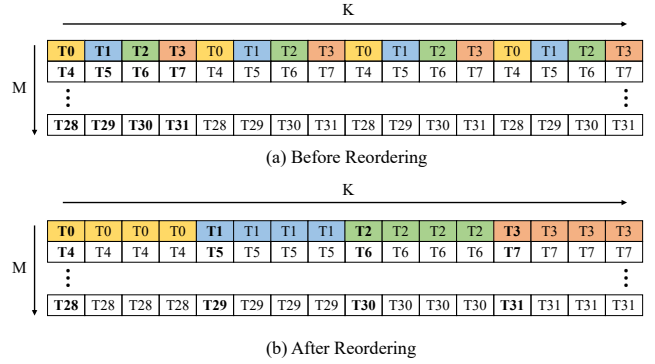 K
T0 T1 T2 T3 T0 T1 T2 T3 T0 T1 T2 T3 T0 T1 T2 T3
T4 T5 T6 T7 T4 T5 T6 T7 T4 T5 T6 T7 T4 T5 T6 T7
M
T28 T29 T30 T31 T28 T29 T30 T31 T28 T29 T30 T31 T28 T29 T30 T31
(a) Before Reordering
K
T0 T0 T0 T0 T1 T1 T1 T1 T2 T2 T2 T2 T3 T3 T3 T3
T4 T4 T4 T4 T5 T5 T5 T5 T6 T6 T6 T6 T7 T7 T7 T7
M
T28 T28 T28 T28 T29 T29 T29 T29 T30 T30 T30 T30 T31 T31 T31 T31
(b) After Reordering